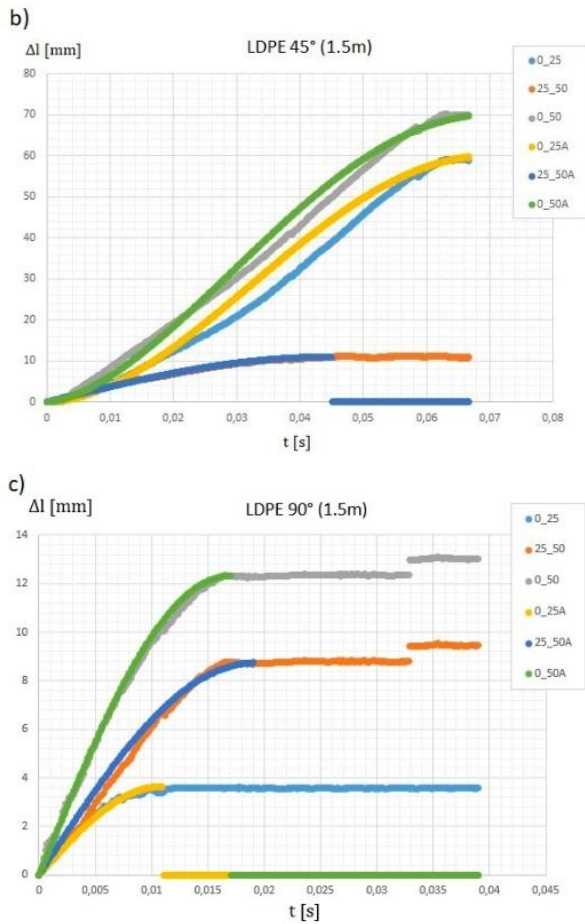 b)
LDPE 45° (1.5m)
Δl [mm]
80
70
60
50
40
30
20
10
0
0 0,01 0,02 0,03 0,04 0,05 0,06 0,07 0,08
t [s]
0_25
25_50
0_50
0_25A
25_50A
0_50A
c)
LDPE 90° (1.5m)
Δl [mm]
14
12
10
8
6
4
2
0
0 0,005 0,01 0,015 0,02 0,025 0,03 0,035 0,04 0,045
t [s]
0_25
25_50
0_50
0_25A
25_50A
0_50A